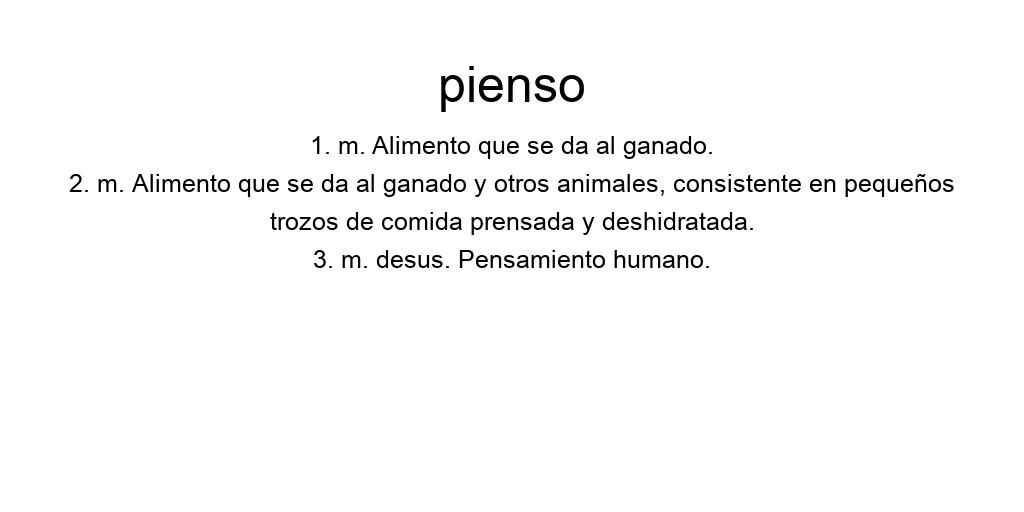 pienso
1. m. Alimento que se da al ganado.
2. m. Alimento que se da al ganado y otros animales, consistente en pequeños
trozos de comida prensada y deshidratada.
3. m. desus. Pensamiento humano.